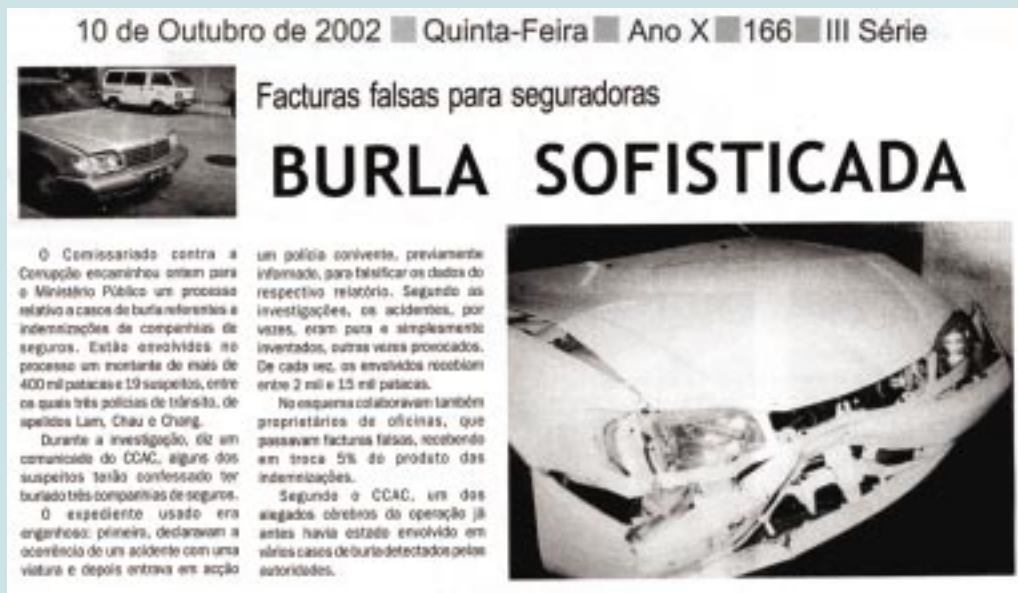 10 de Outubro de 2002 Quinta-Feira Ano X 166 III Série
Facturas falsas para seguradoras
BURLA SOFISTICADA
O Comissariado contra a
Corrupção encaminhou ontem para
o Ministério Público um processo
relativo a casos de burla referentes a
indemnizações de companhias de
seguros. Estão envolvidos no
processo um montante de mais de
400 mil patacas e 19 suspeitos, entre
os quais três polícias de trânsito, de
apelidos Lam, Chau e Chang.
Durante a investigação, diz um
comunicado do CCAC, alguns dos
suspeitos terão confessado ter
burlado três companhias de seguros.
O expediente usado era
engenhoso: primeiro, declaravam a
ocorrência de um acidente com uma
viatura e depois entrava em acção
um polícia conivente, previamente
informado, para falsificar os dados do
respectivo relatório. Segundo as
investigações, os acidentes, por
vezes, eram pura e simplesmente
inventados, outras vezes provocados.
De cada vez, os envolvidos recebiam
entre 2 mil e 15 mil patacas.
No esquema colaboravam também
proprietários de oficinas, que
passavam facturas falsas, recebendo
em troca 5% do produto das
indemnizações.
Segundo o CCAC, um dos
alegados cérebros da operação já
antes havia estado envolvido em
vários casos de burla detectados pelas
autoridades.